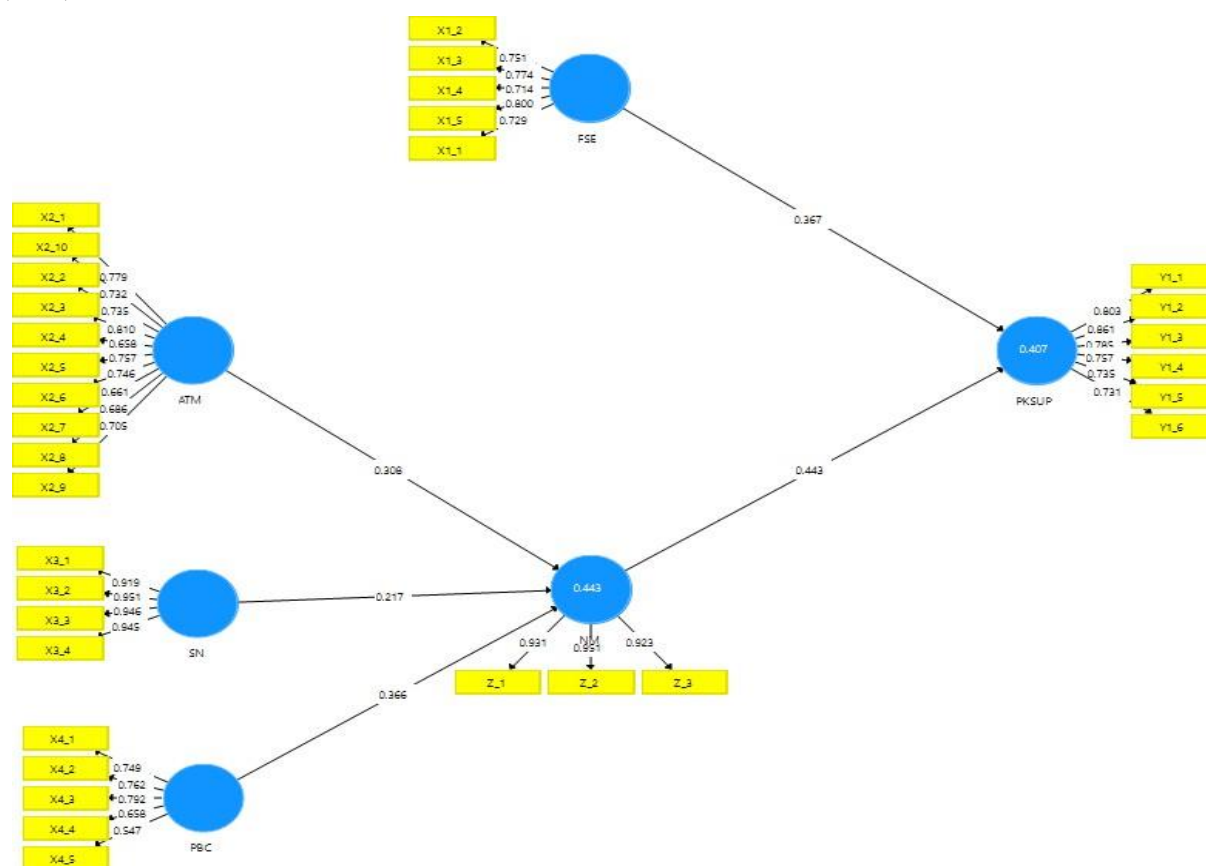 X1_2
X1_3
X1_4
X1_5
X1_1
0.751
0.774
0.714
0.800
0.729
FSE
0.367
X2_1
X2_10
X2_2
X2_3
X2_4
X2_5
X2_6
X2_7
X2_8
X2_9
0.779
0.732
0.735
0.810
0.658
0.757
0.746
0.661
0.686
0.705
ATM
0.308
Y1_1
Y1_2
Y1_3
Y1_4
Y1_5
Y1_6
0.803
0.861
0.785
0.757
0.735
0.731
0.407
PKSUP
0.443
X3_1
X3_2
X3_3
X3_4
0.919
0.951
0.946
0.945
SN
0.217
0.443
NM
0.931
0.951
0.923
Z_1
Z_2
Z_3
0.366
X4_1
X4_2
X4_3
X4_4
X4_5
0.749
0.762
0.792
0.658
0.547
PBC